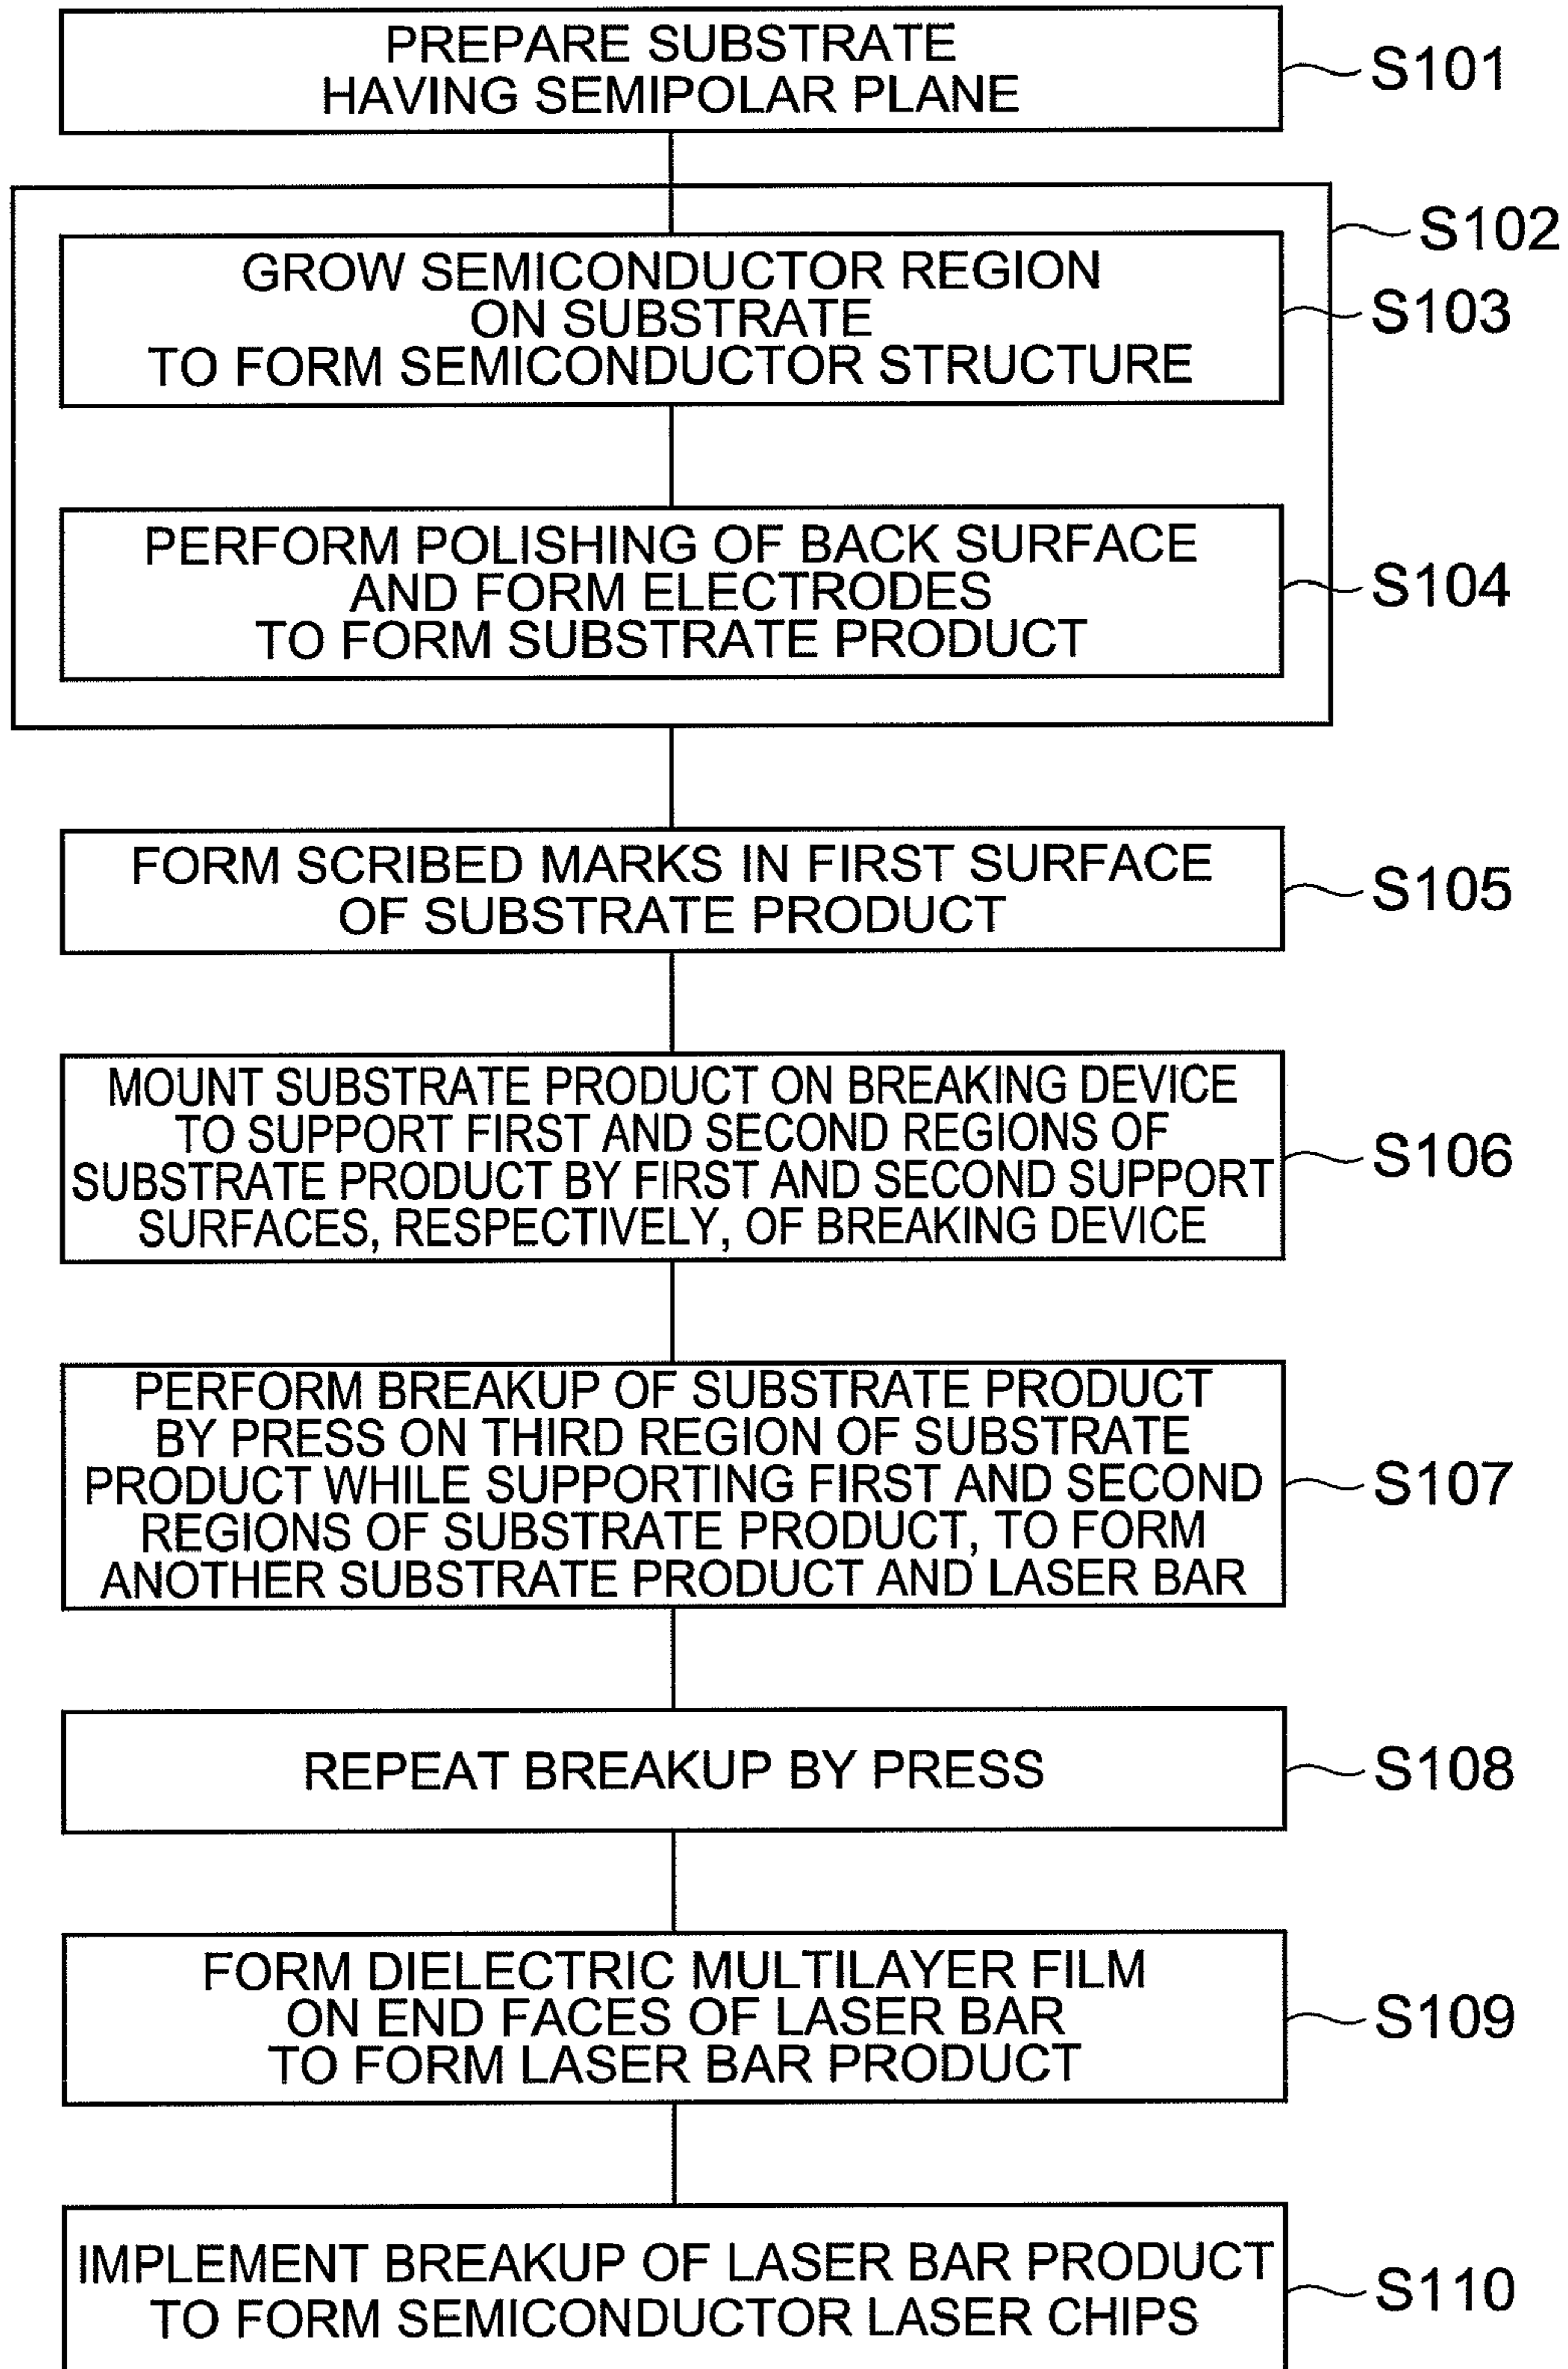 PREPARE SUBSTRATE
HAVING SEMIPOLAR PLANE
S101
S102
GROW SEMICONDUCTOR REGION
ON SUBSTRATE
TO FORM SEMICONDUCTOR STRUCTURE
S103
PERFORM POLISHING OF BACK SURFACE
AND FORM ELECTRODES
TO FORM SUBSTRATE PRODUCT
S104
FORM SCRIBED MARKS IN FIRST SURFACE
OF SUBSTRATE PRODUCT
S105
MOUNT SUBSTRATE PRODUCT ON BREAKING DEVICE
TO SUPPORT FIRST AND SECOND REGIONS OF
SUBSTRATE PRODUCT BY FIRST AND SECOND SUPPORT
SURFACES, RESPECTIVELY, OF BREAKING DEVICE
S106
PERFORM BREAKUP OF SUBSTRATE PRODUCT
BY PRESS ON THIRD REGION OF SUBSTRATE
PRODUCT WHILE SUPPORTING FIRST AND SECOND
REGIONS OF SUBSTRATE PRODUCT, TO FORM
ANOTHER SUBSTRATE PRODUCT AND LASER BAR
S107
REPEAT BREAKUP BY PRESS
S108
FORM DIELECTRIC MULTILAYER FILM
ON END FACES OF LASER BAR
TO FORM LASER BAR PRODUCT
S109
IMPLEMENT BREAKUP OF LASER BAR PRODUCT
TO FORM SEMICONDUCTOR LASER CHIPS
S110